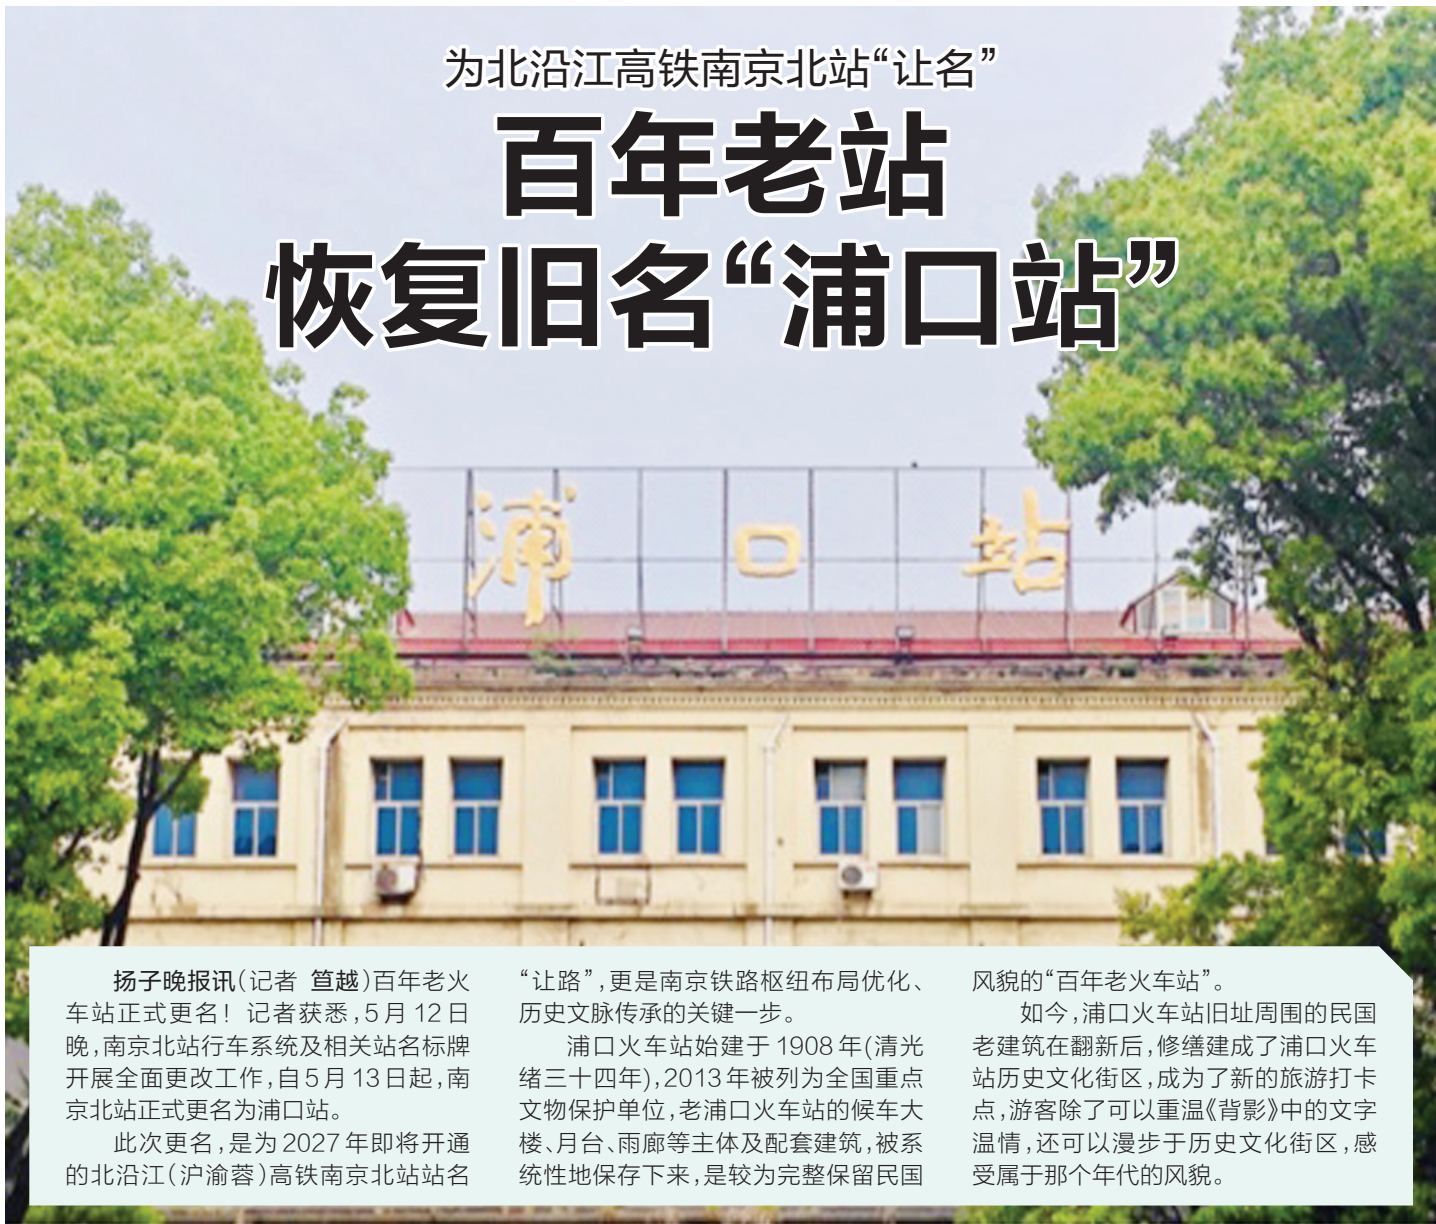 为北沿江高铁南京北站“让名”
百年老站
恢复旧名“浦口站”
浦口站
扬子晚报讯(记者 笪越)百年老火
车站正式更名！记者获悉,5月12日
晚,南京北站行车系统及相关站名标牌
开展全面更改工作,自5月13日起,南
京北站正式更名为浦口站。
此次更名,是为2027年即将开通
的北沿江(沪渝蓉)高铁南京北站站名
“让路”,更是南京铁路枢纽布局优化、
历史文脉传承的关键一步。
浦口火车站始建于1908年(清光
绪三十四年),2013年被列为全国重点
文物保护单位,老浦口火车站的候车大
楼、月台、雨廊等主体及配套建筑,被系
统性地保存下来,是较为完整保留民国
风貌的“百年老火车站”。
如今,浦口火车站旧址周围的民国
老建筑在翻新后,修缮建成了浦口火车
站历史文化街区,成为了新的旅游打卡
点,游客除了可以重温《背影》中的文字
温情,还可以漫步于历史文化街区,感
受属于那个年代的风貌。